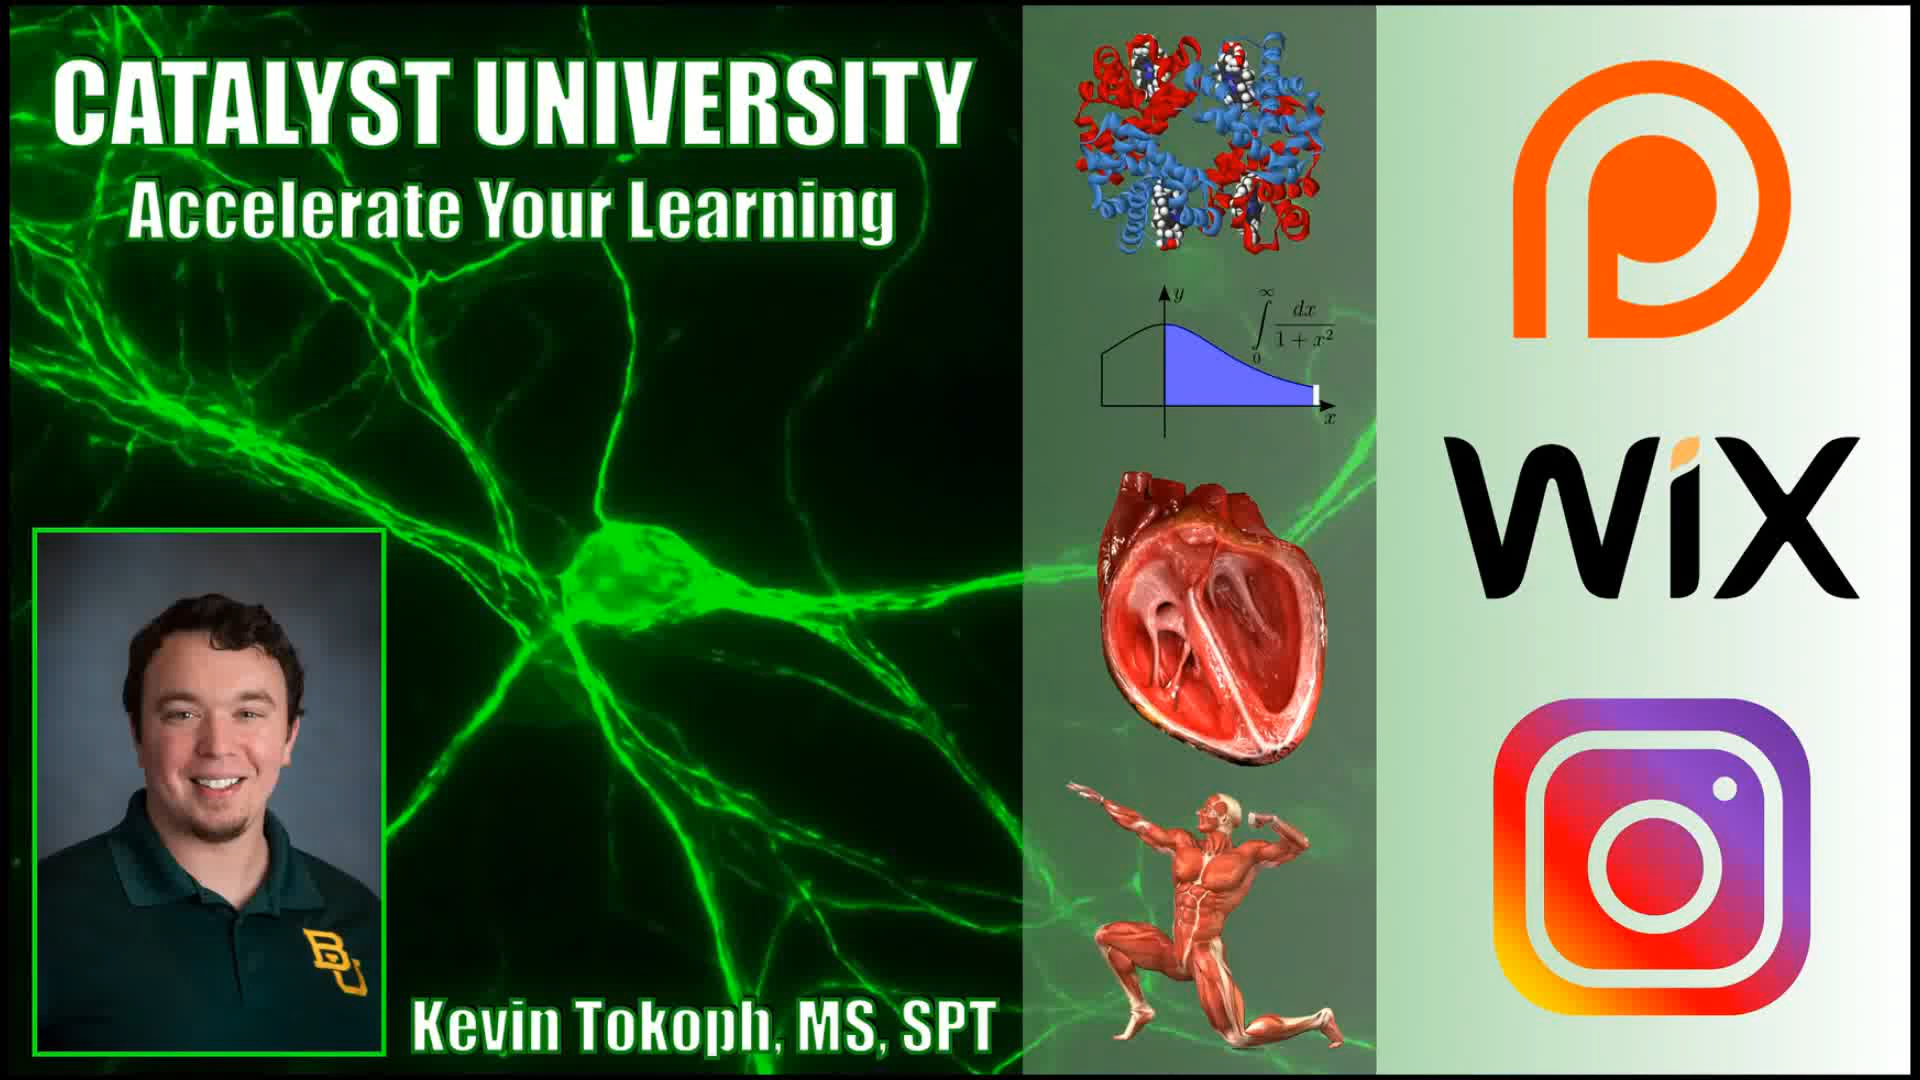 CATALYST UNIVERSITY
Accelerate Your Learning
y
∞
∫ dx
0 1 + x²
x
WiX
BU
Kevin Tokoph, MS, SPT